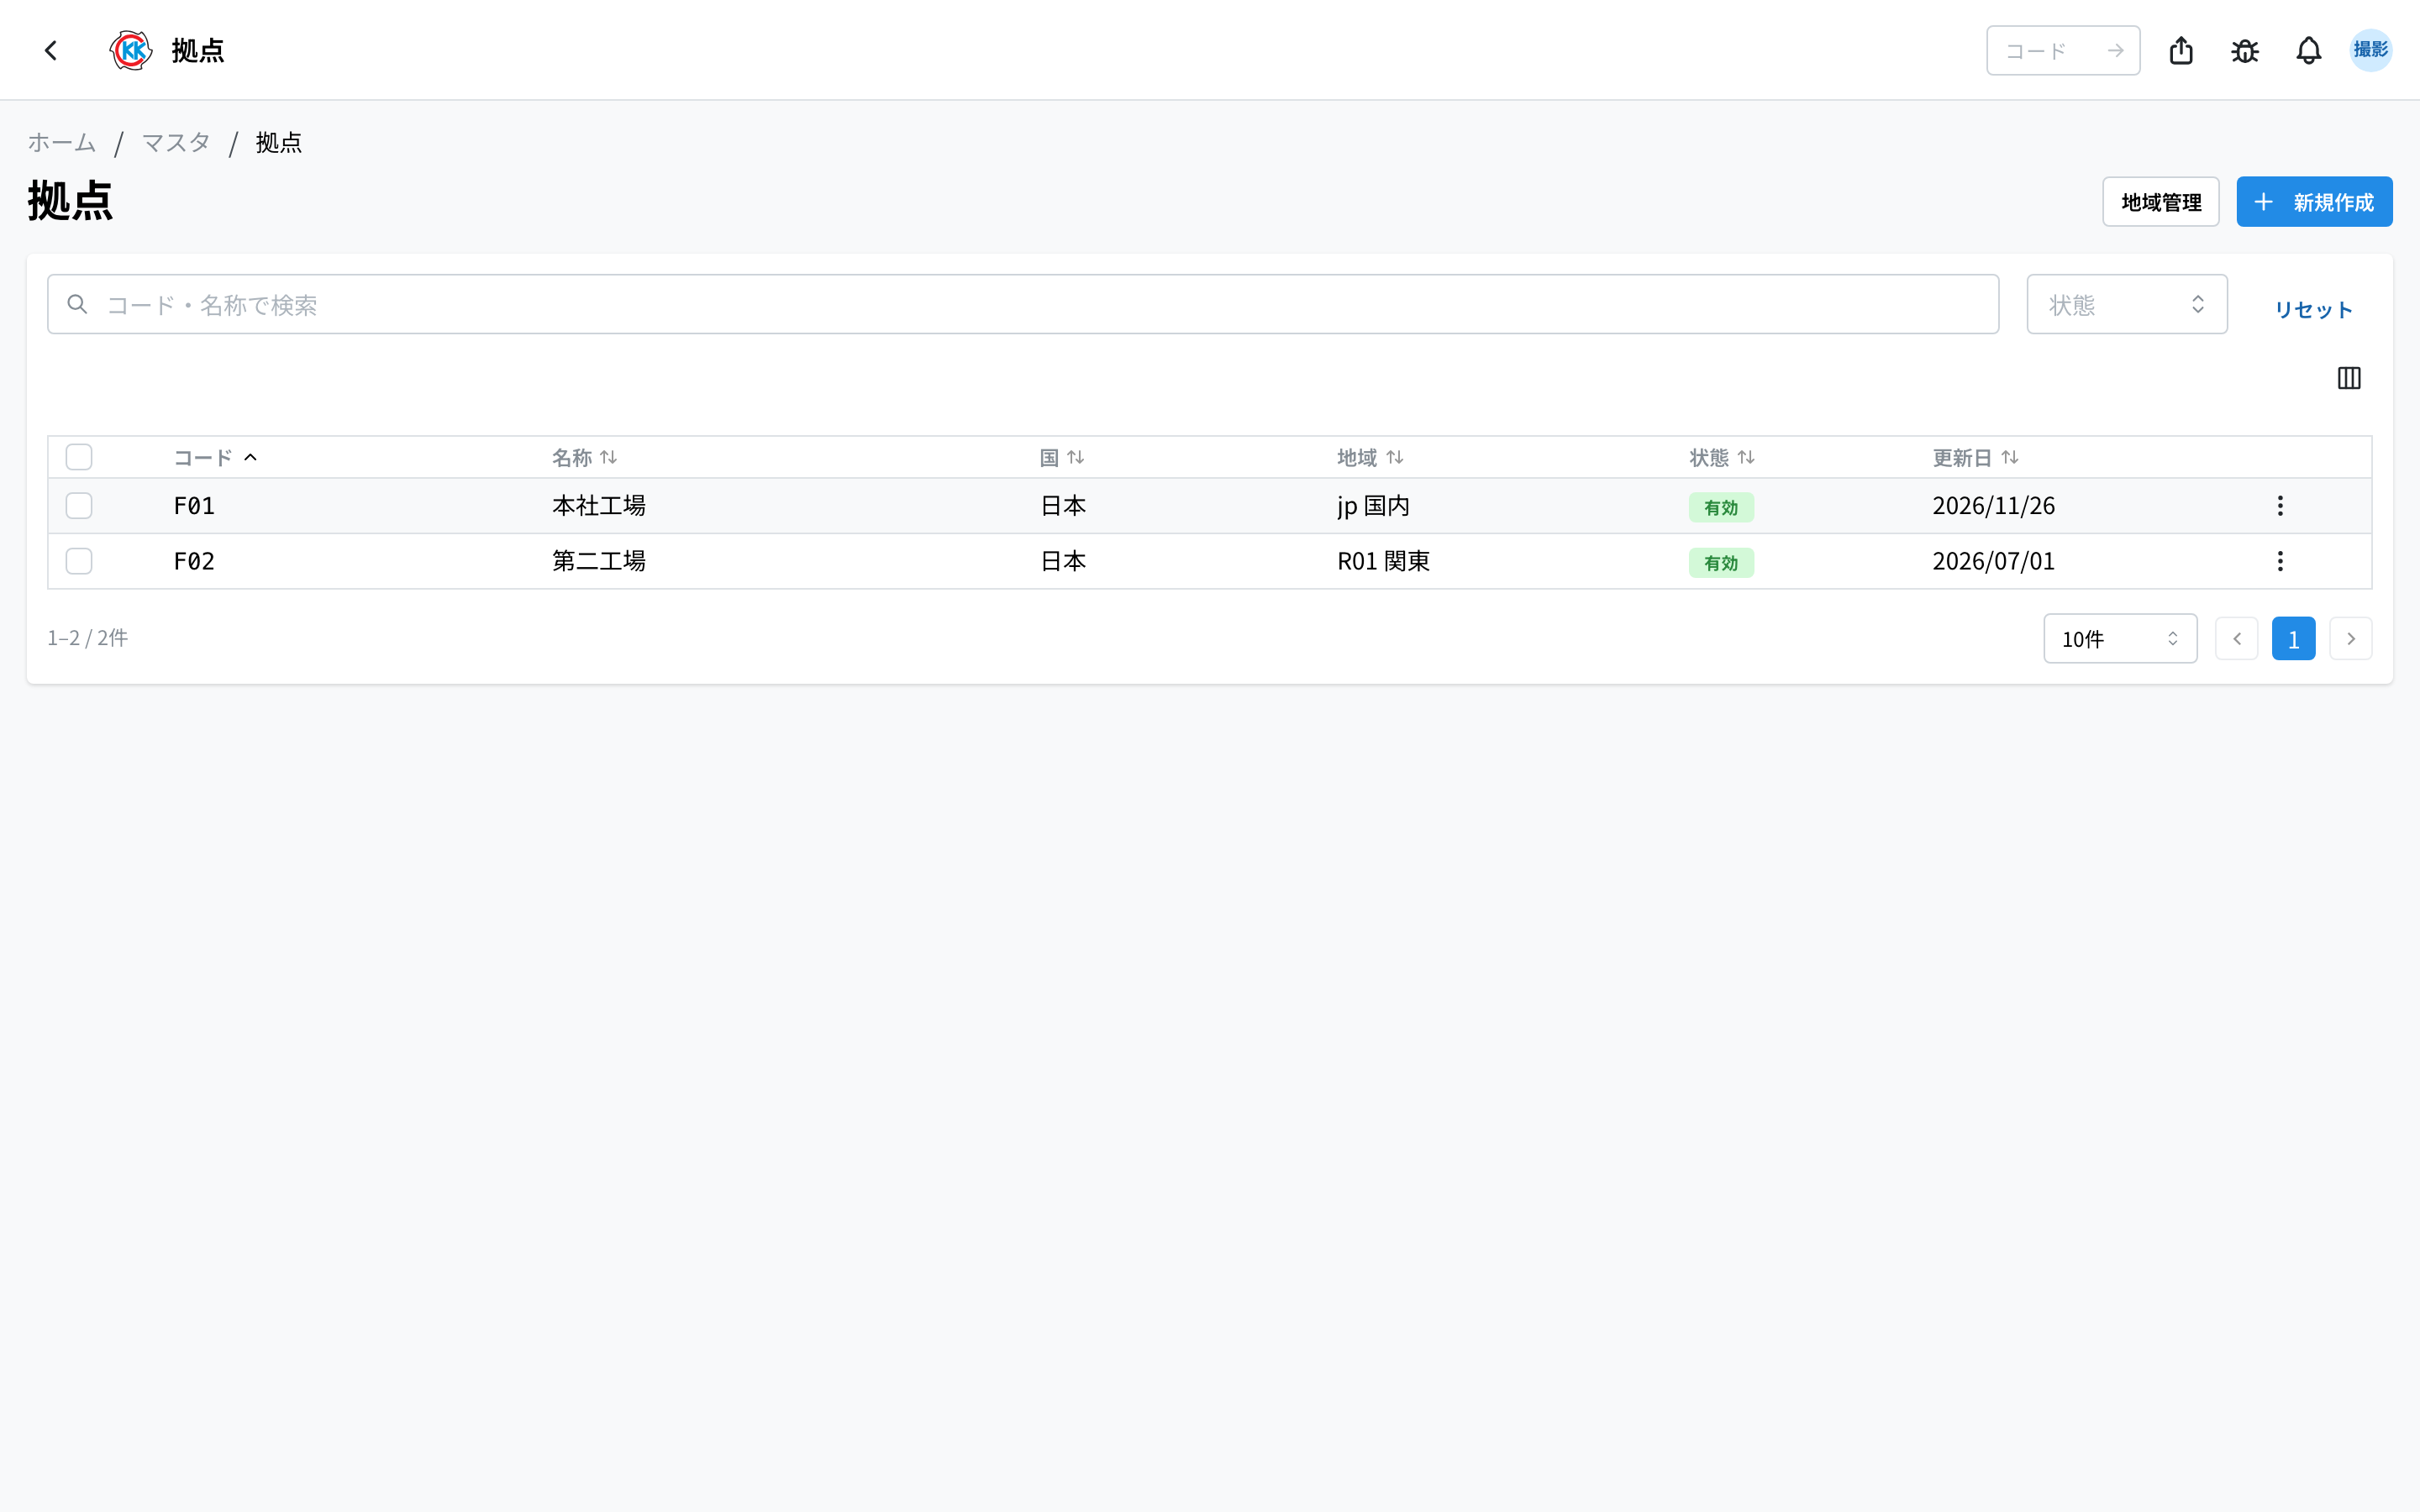 KK 拠点 コード 撮影
ホーム / マスタ / 拠点
拠点 地域管理 新規作成
コード・名称で検索 状態 リセット
コード 名称 国 地域 状態 更新日
F01 本社工場 日本 jp 国内 有効 2026/11/26
F02 第二工場 日本 R01 関東 有効 2026/07/01
1–2 / 2件 10件 1